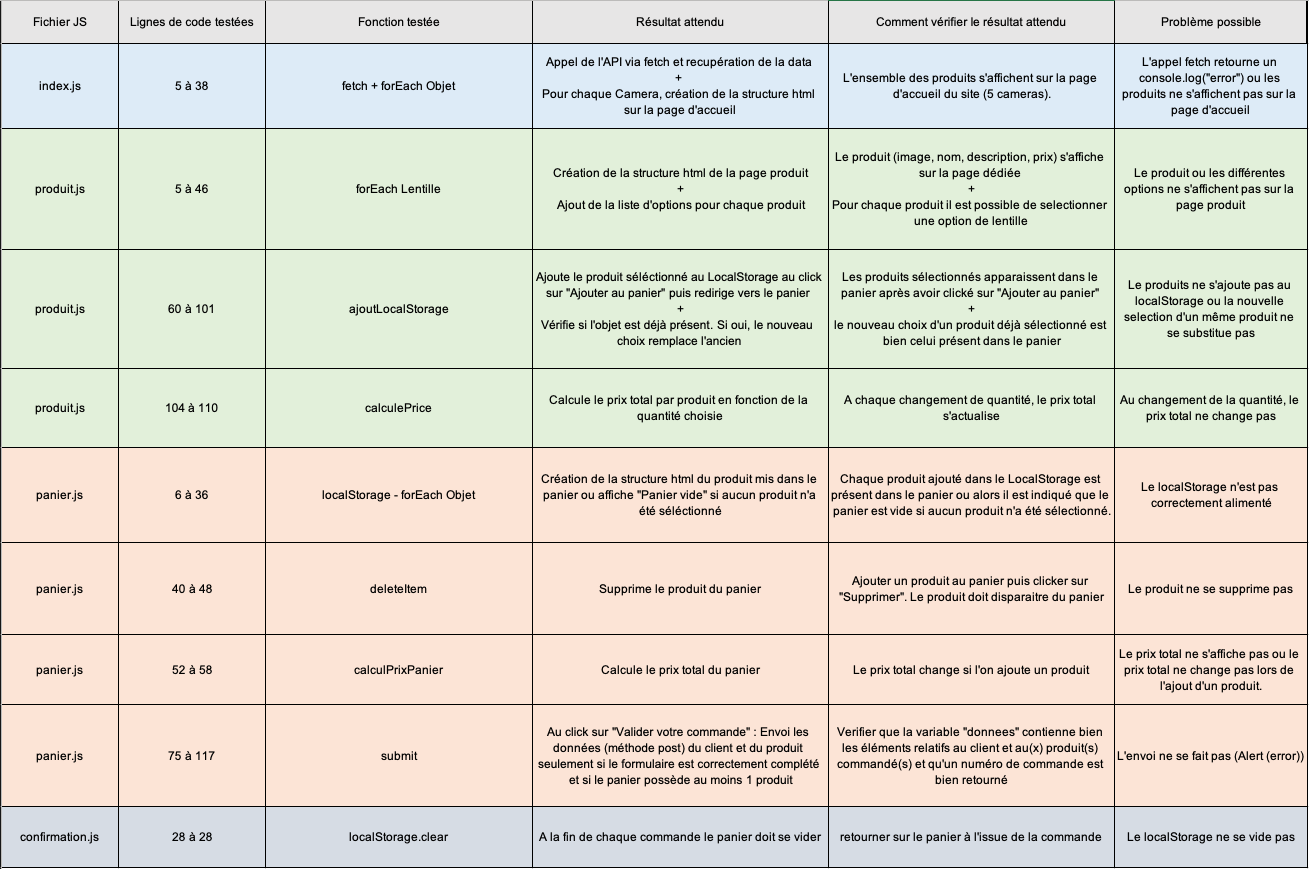 Fichier JS
Lignes de code testées
Fonction testée
Résultat attendu
Comment vérifier le résultat attendu
Problème possible
index.js
5 à 38
fetch + forEach Objet
Appel de l'API via fetch et recupération de la data
+
Pour chaque Camera, création de la structure html
sur la page d'accueil
L'ensemble des produits s'affichent sur la page
d'accueil du site (5 cameras).
L'appel fetch retourne un
console.log("error") ou les
produits ne s'affichent pas sur la
page d'accueil
produit.js
5 à 46
forEach Lentille
Création de la structure html de la page produit
+
Ajout de la liste d'options pour chaque produit
Le produit (image, nom, description, prix) s'affiche
sur la page dédiée
+
Pour chaque produit il est possible de selectionner
une option de lentille
Le produit ou les différentes
options ne s'affichent pas sur la
page produit
produit.js
60 à 101
ajoutLocalStorage
Ajoute le produit séléctionné au LocalStorage au click
sur "Ajouter au panier" puis redirige vers le panier
+
Vérifie si l'objet est déjà présent. Si oui, le nouveau
choix remplace l'ancien
Les produits sélectionnés apparaissent dans le
panier après avoir clické sur "Ajouter au panier"
+
le nouveau choix d'un produit déjà sélectionné est
bien celui présent dans le panier
Le produits ne s'ajoute pas au
localStorage ou la nouvelle
selection d'un même produit ne
se substitue pas
produit.js
104 à 110
calculePrice
Calcule le prix total par produit en fonction de la
quantité choisie
A chaque changement de quantité, le prix total
s'actualise
Au changement de la quantité, le
prix total ne change pas
panier.js
6 à 36
localStorage - forEach Objet
Création de la structure html du produit mis dans le
panier ou affiche "Panier vide" si aucun produit n'a
été séléctionné
Chaque produit ajouté dans le LocalStorage est
présent dans le panier ou alors il est indiqué que le
panier est vide si aucun produit n'a été sélectionné.
Le localStorage n'est pas
correctement alimenté
panier.js
40 à 48
deleteItem
Supprime le produit du panier
Ajouter un produit au panier puis clicker sur
"Supprimer". Le produit doit disparaitre du panier
Le produit ne se supprime pas
panier.js
52 à 58
calculPrixPanier
Calcule le prix total du panier
Le prix total change si l'on ajoute un produit
Le prix total ne s'affiche pas ou le
prix total ne change pas lors de
l'ajout d'un produit.
panier.js
75 à 117
submit
Au click sur "Valider votre commande" : Envoi les
données (méthode post) du client et du produit
seulement si le formulaire est correctement complété
et si le panier possède au moins 1 produit
Verifier que la variable "donnees" contienne bien
les éléments relatifs au client et au(x) produit(s)
commandé(s) et qu'un numéro de commande est
bien retourné
L'envoi ne se fait pas (Alert (error))
confirmation.js
28 à 28
localStorage.clear
A la fin de chaque commande le panier doit se vider
retourner sur le panier à l'issue de la commande
Le localStorage ne se vide pas